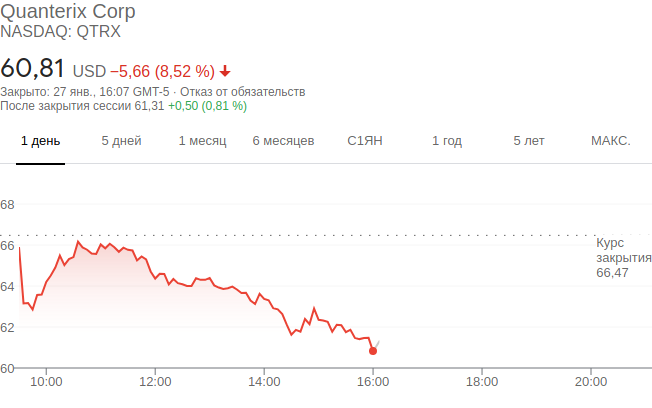 Quanterix Corp
NASDAQ: QTRX
60,81 USD −5,66 (8,52 %)
Закрыто: 27 янв., 16:07 GMT-5 · Отказ от обязательств
После закрытия сессии 61,31 +0,50 (0,81 %)
1 день 5 дней 1 месяц 6 месяцев С1ЯН 1 год 5 лет МАКС.
68
66
64
62
60
Курс
закрытия
66,47
10:00 12:00 14:00 16:00 18:00 20:00